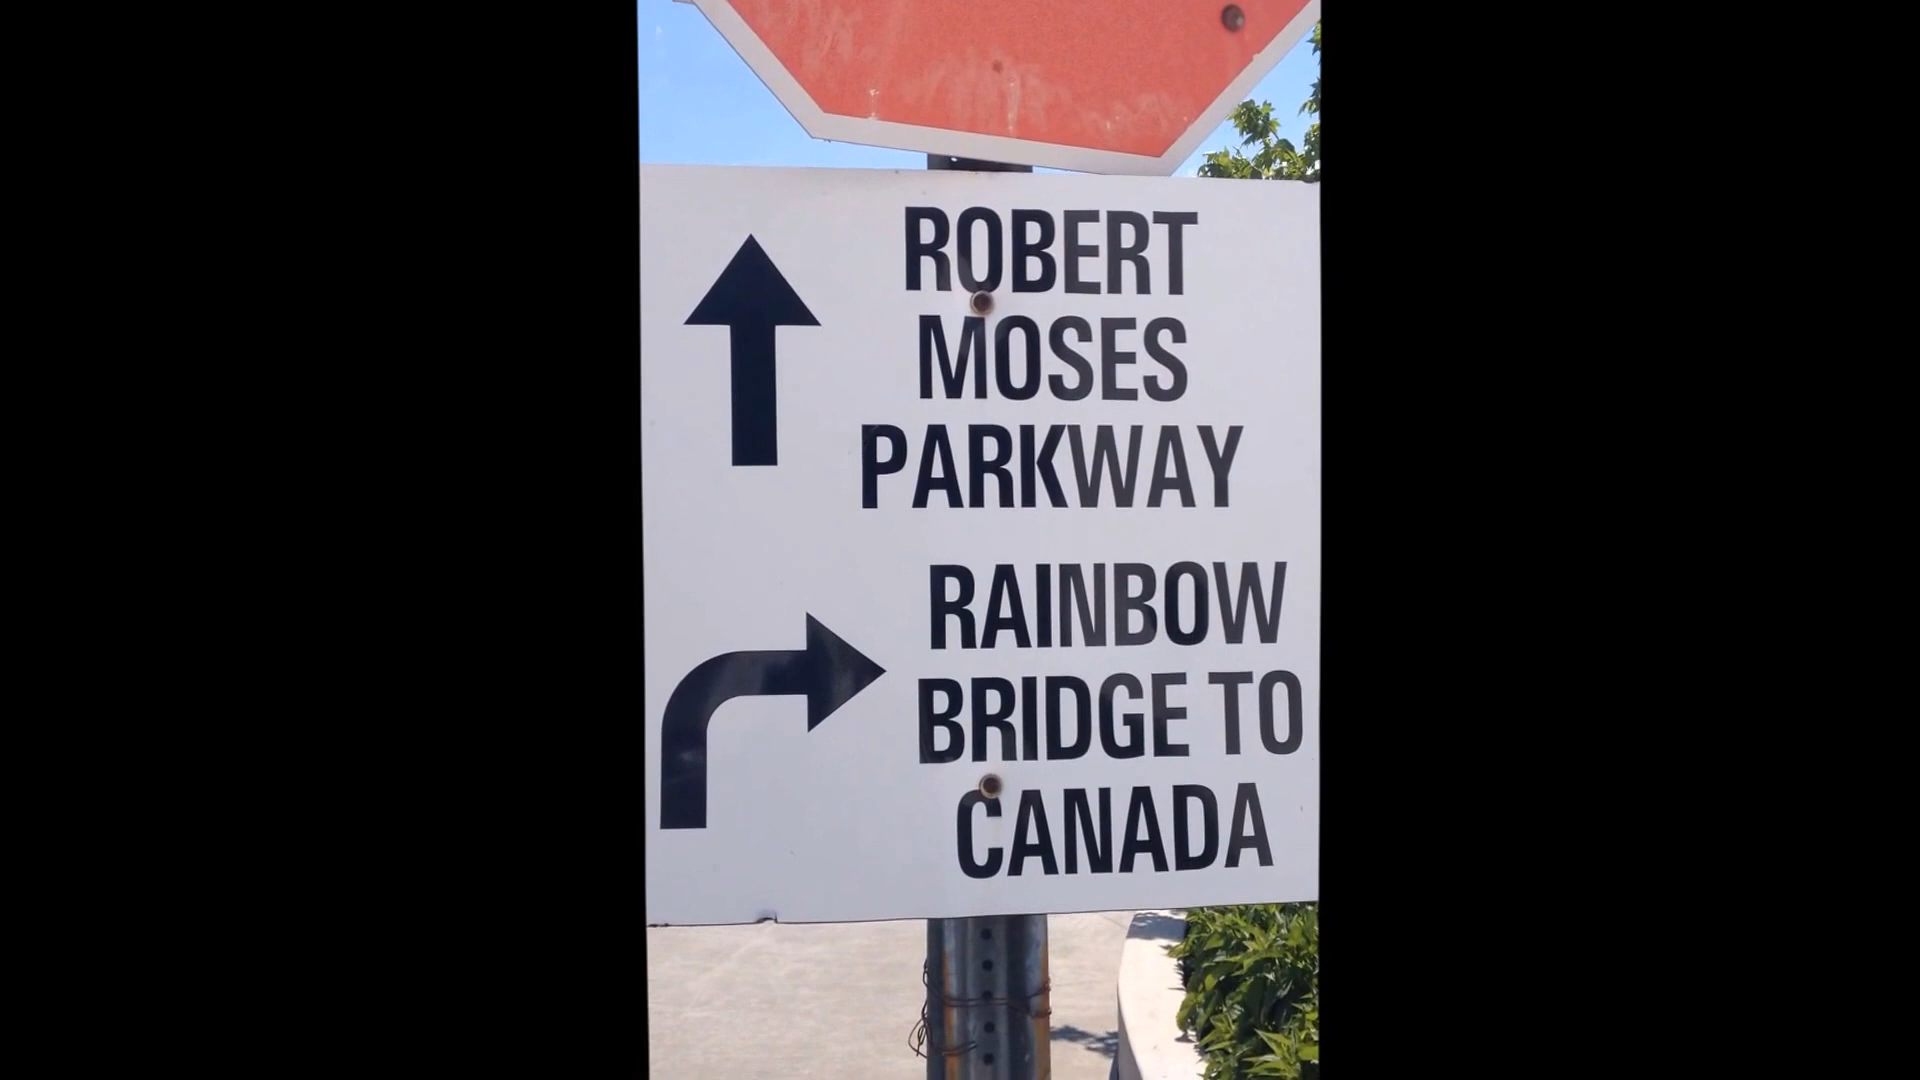 ROBERT
MOSES
PARKWAY
RAINBOW
BRIDGE TO
CANADA